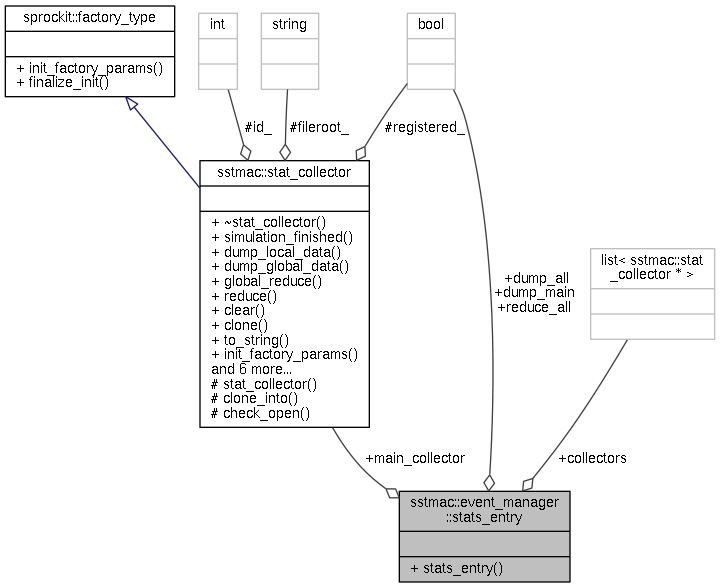 sprockit::factory_type
+ init_factory_params()
+ finalize_init()
int
string
bool
#id_
#fileroot_
#registered_
sstmac::stat_collector
+ ~stat_collector()
+ simulation_finished()
+ dump_local_data()
+ dump_global_data()
+ global_reduce()
+ reduce()
+ clear()
+ clone()
+ to_string()
+ init_factory_params()
and 6 more...
# stat_collector()
# clone_into()
# check_open()
+dump_all
+dump_main
+reduce_all
list< sstmac::stat
_collector * >
+main_collector
+collectors
sstmac::event_manager
::stats_entry
+ stats_entry()